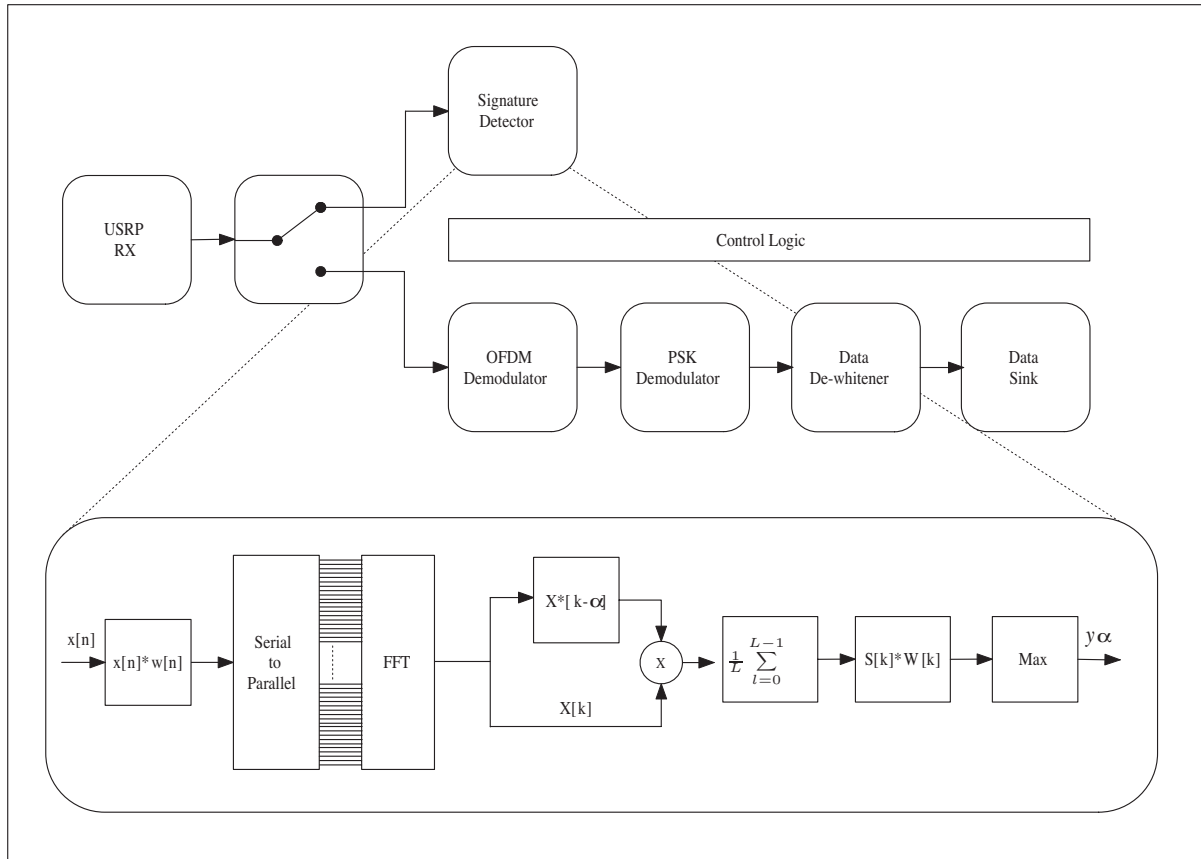 Signature
Detector
USRP
RX
Control Logic
OFDM
Demodulator
PSK
Demodulator
Data
De-whitener
Data
Sink
x[n]
x[n]*w[n]
Serial
to
Parallel
FFT
X*[k-α]
X
X[k]
1/L L−1 ∑ l=0
S[k]*W[k]
Max
yα